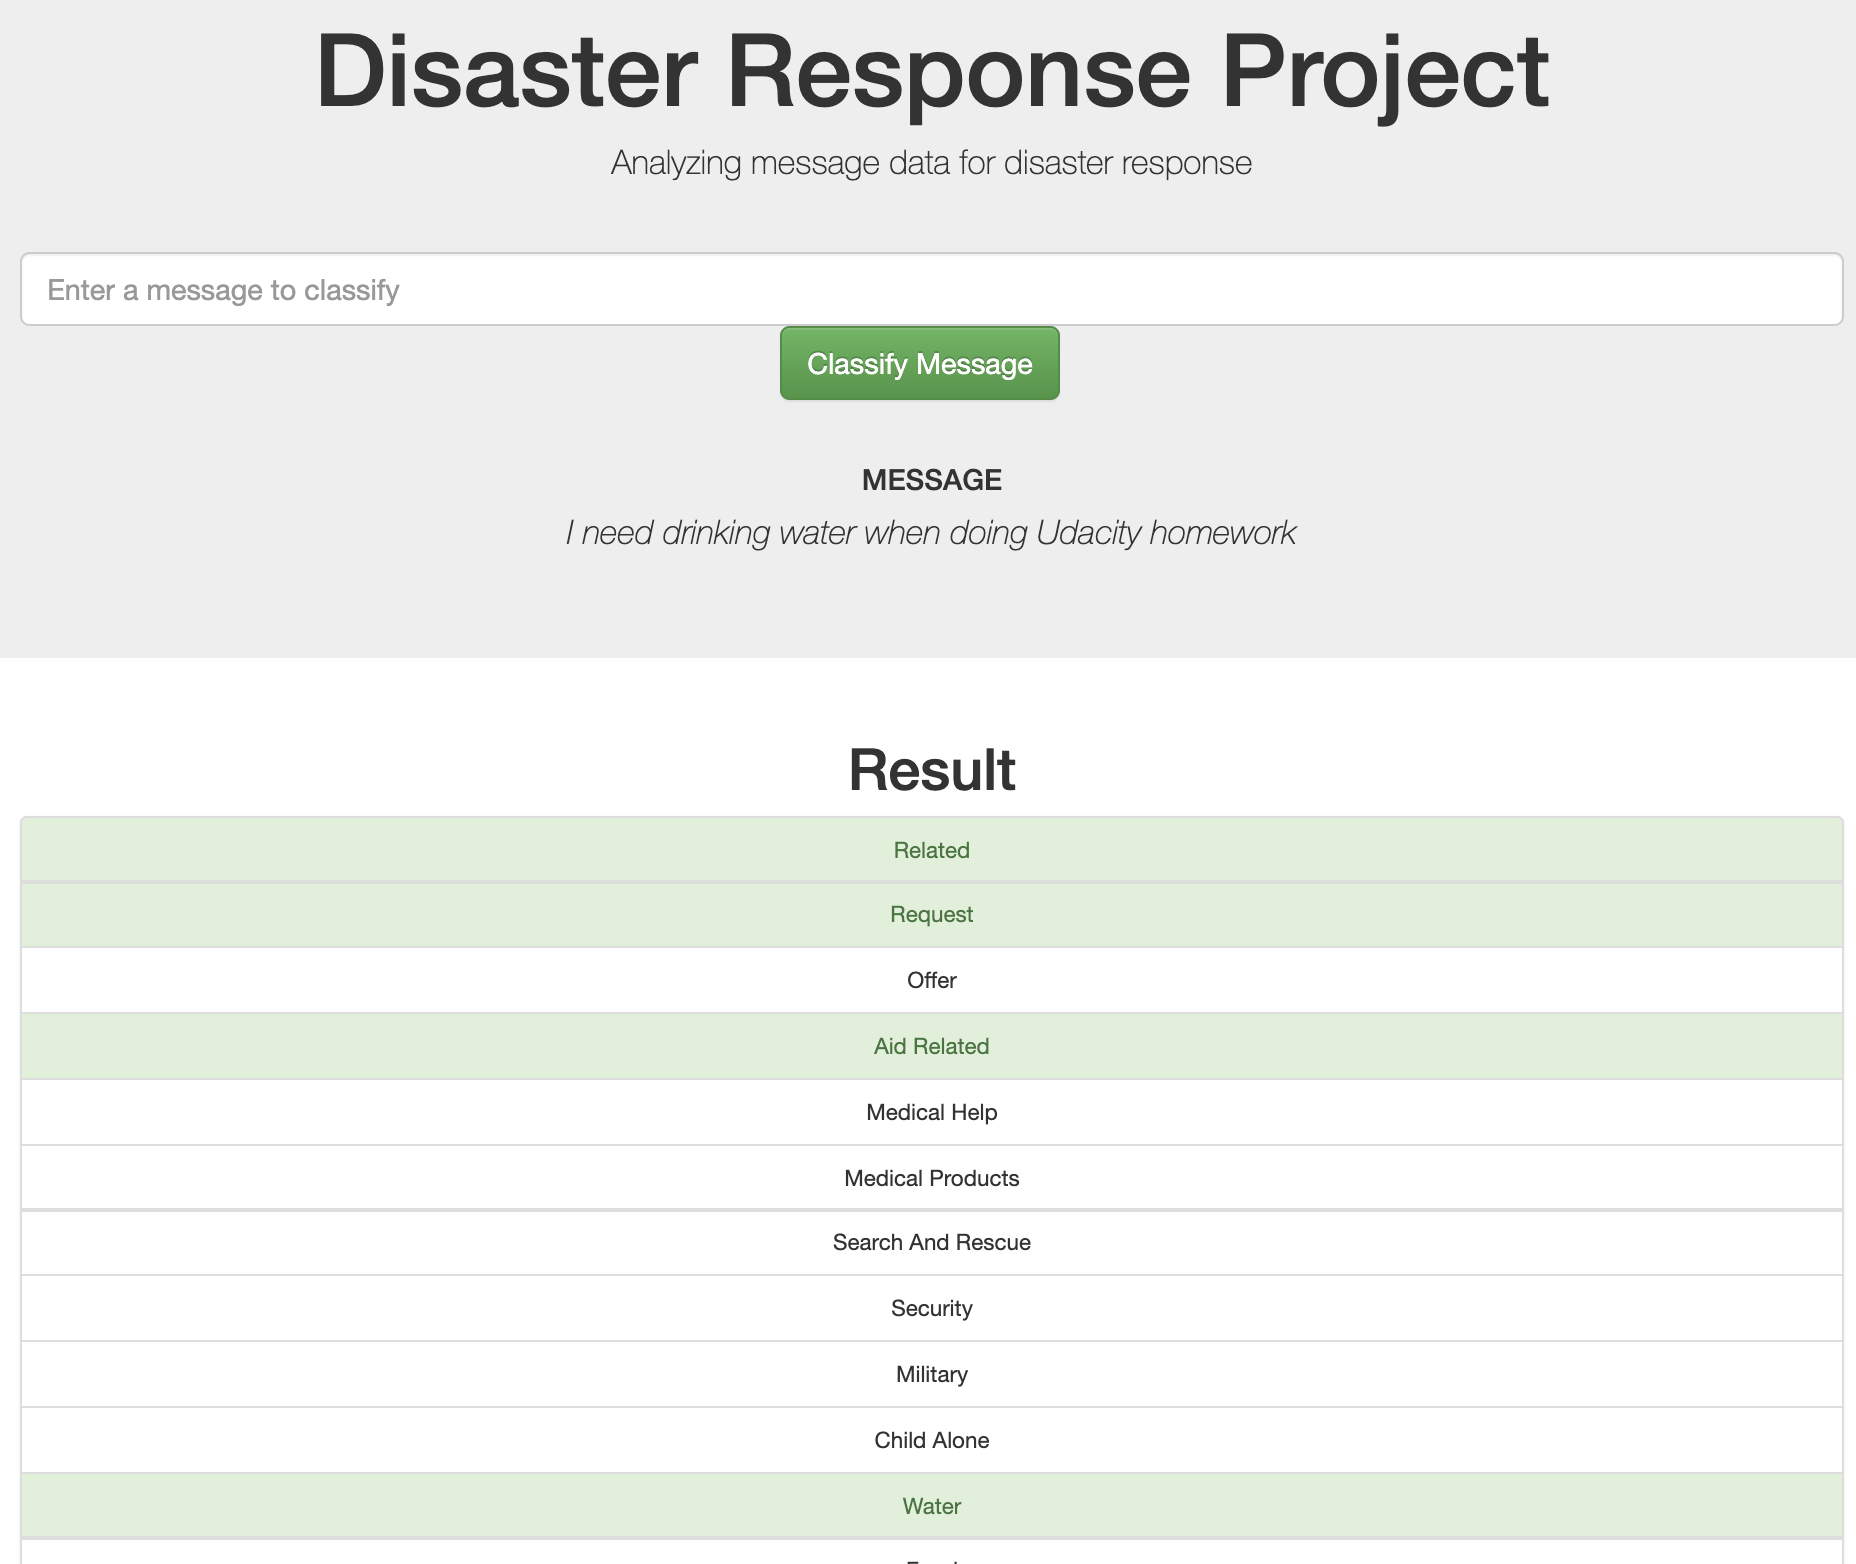 Disaster Response Project
Analyzing message data for disaster response
Enter a message to classify
Classify Message
MESSAGE
I need drinking water when doing Udacity homework
Result
Related
Request
Offer
Aid Related
Medical Help
Medical Products
Search And Rescue
Security
Military
Child Alone
Water